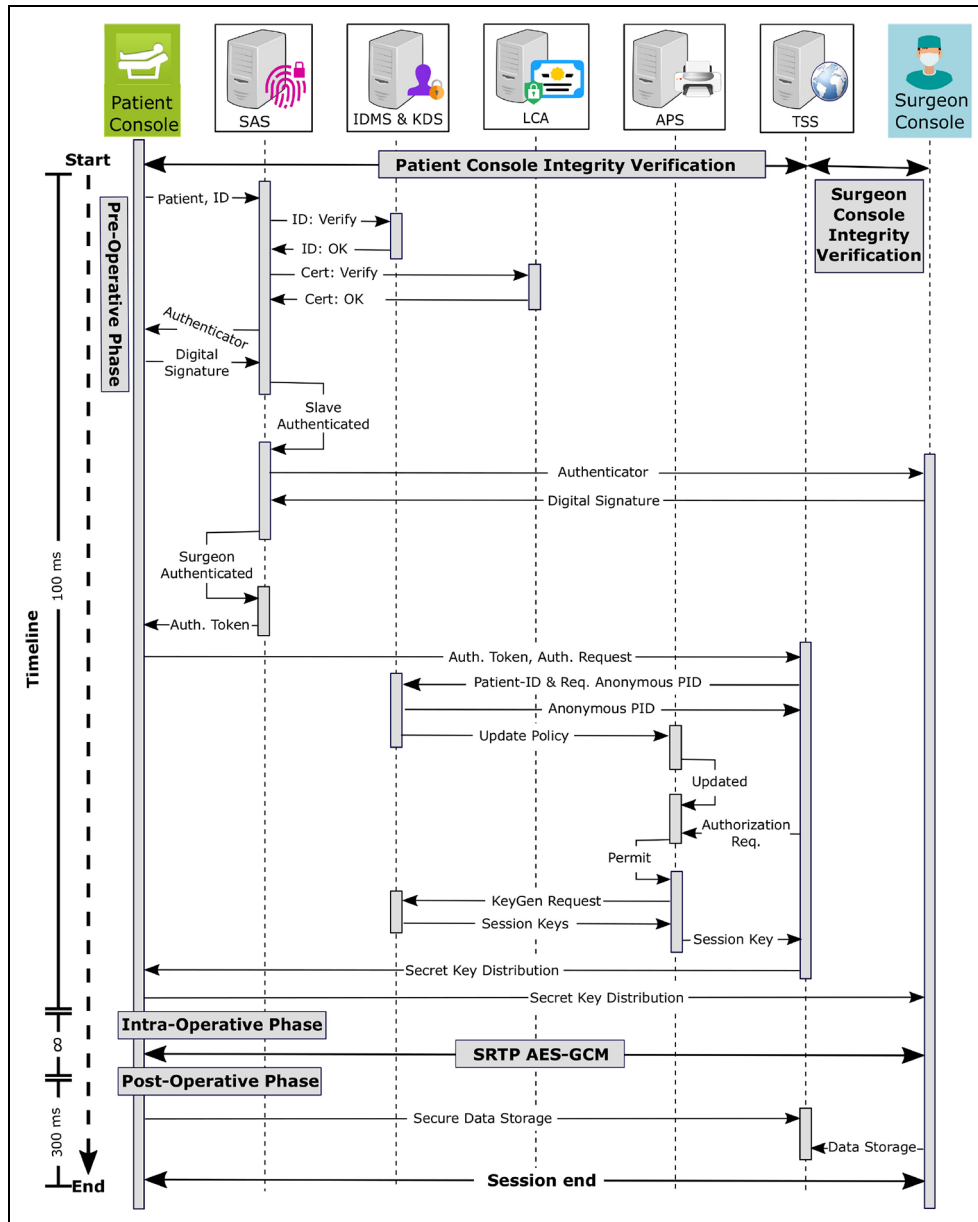 Patient
Console
SAS
IDMS & KDS
LCA
APS
TSS
Surgeon
Console
Start
Patient Console Integrity Verification
Surgeon
Console
Integrity
Verification
Pre-Operative Phase
Patient, ID
ID: Verify
ID: OK
Cert: Verify
Cert: OK
Authenticator
Digital
Signature
Slave
Authenticated
Authenticator
Digital Signature
Surgeon
Authenticated
Auth. Token
Timeline
100 ms
Auth. Token, Auth. Request
Patient-ID & Req. Anonymous PID
Anonymous PID
Update Policy
Updated
Authorization
Req.
Permit
KeyGen Request
Session Keys
Session Key
Secret Key Distribution
Secret Key Distribution
Intra-Operative Phase
∞
SRTP AES-GCM
Post-Operative Phase
300 ms
Secure Data Storage
Data Storage
End
Session end